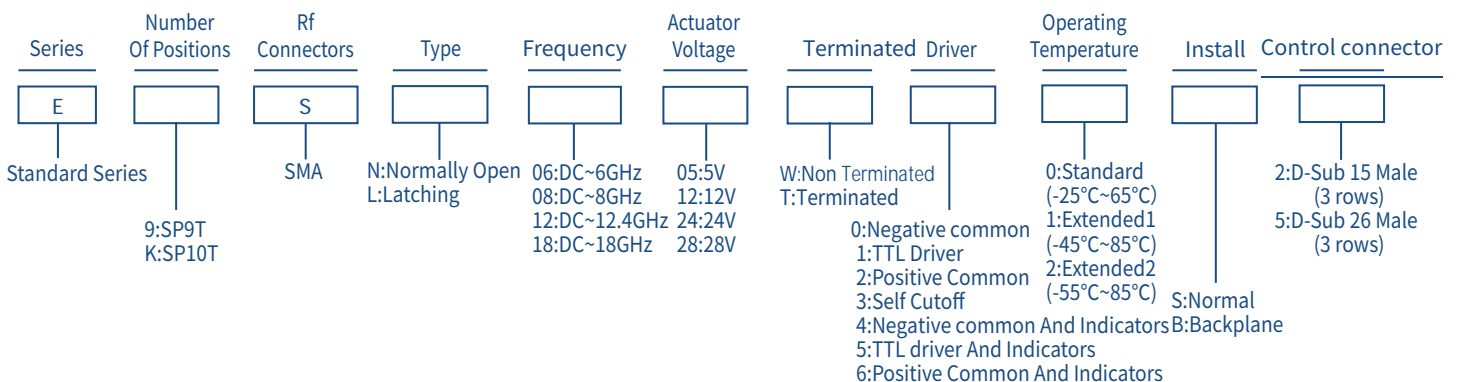 Series
Number
Of Positions
Rf
Connectors
Type
Frequency
Actuator
Voltage
Terminated
Driver
Operating
Temperature
Install
Control connector
E
S
Standard Series
9:SP9T
K:SP10T
SMA
N:Normally Open
L:Latching
06:DC~6GHz
08:DC~8GHz
12:DC~12.4GHz
18:DC~18GHz
05:5V
12:12V
24:24V
28:28V
W:Non Terminated
T:Terminated
0:Negative common
1:TTL Driver
2:Positive Common
3:Self Cutoff
4:Negative common And Indicators
5:TTL driver And Indicators
6:Positive Common And Indicators
0:Standard
(-25°C~65°C)
1:Extended1
(-45°C~85°C)
2:Extended2
(-55°C~85°C)
S:Normal
B:Backplane
2:D-Sub 15 Male
(3 rows)
5:D-Sub 26 Male
(3 rows)